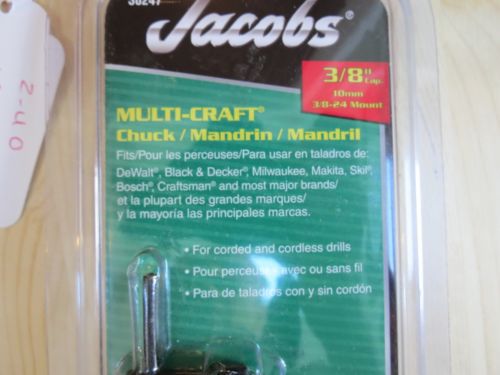 30247
Jacobs®
3/8" Cap.
10mm
3/8-24 Mount
MULTI-CRAFT®
Chuck / Mandrin / Mandril
Fits/Pour les perceuses/Para usar en taladros de:
DeWalt®, Black & Decker®, Milwaukee, Makita, Skil®,
Bosch®, Craftsman® and most major brands/
et la plupart des grandes marques/
y la mayoría las principales marcas.
• For corded and cordless drills
• Pour perceuses avec ou sans fil
• Para de taladros con y sin cordón
2-40